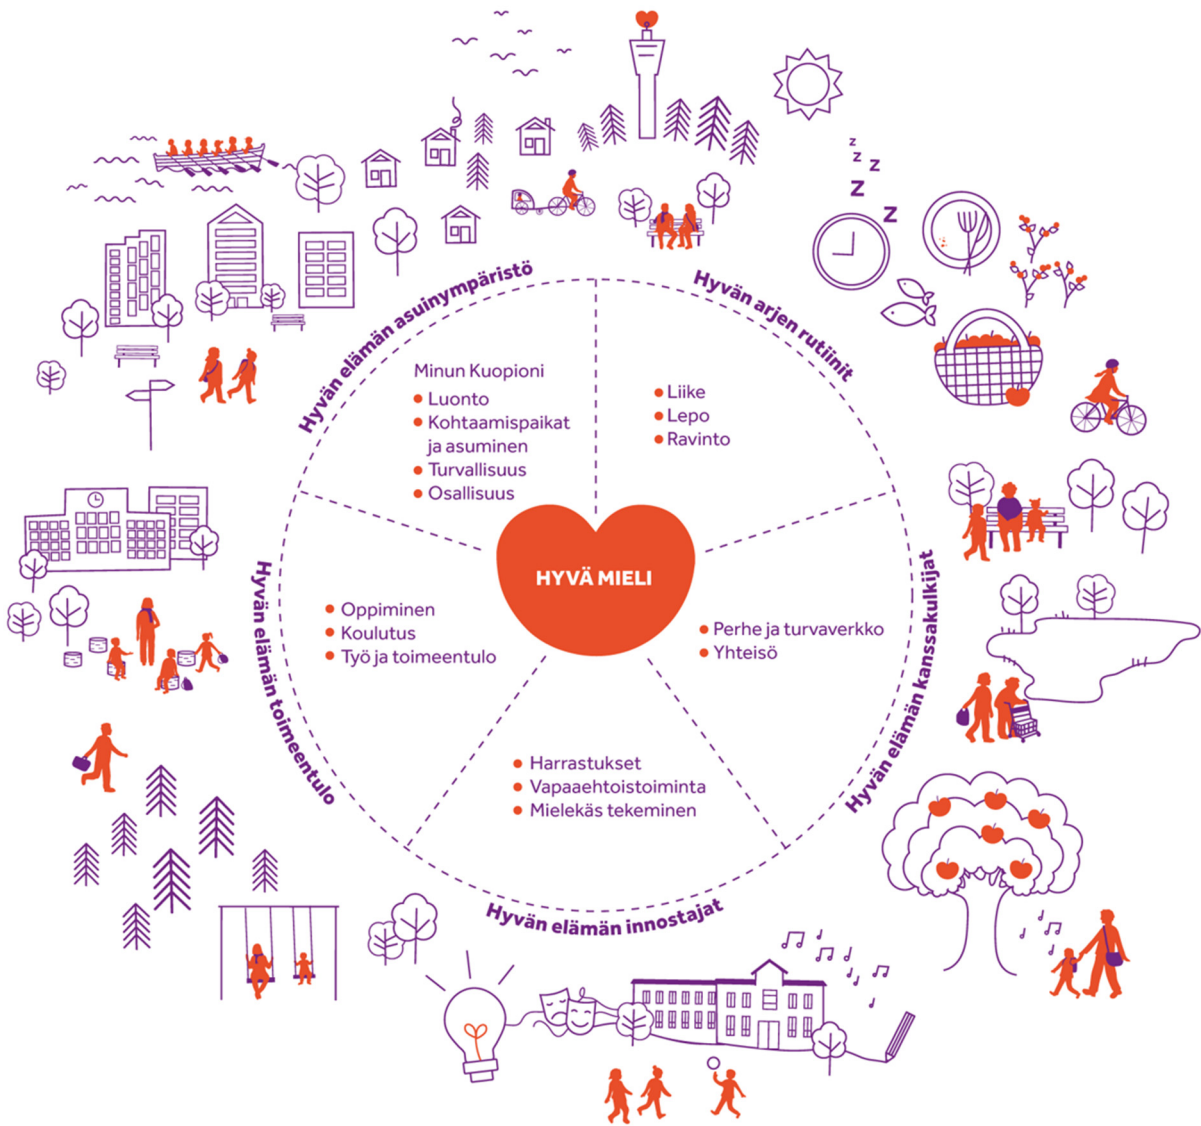 z
z
z
z
z
Hyvän elämän asuinympäristö
Minun Kuopioni
Luonto
Kohtaamispaikat
ja asuminen
Turvallisuus
Osallisuus
Hyvän arjen rutiinit
Liike
Lepo
Ravinto
HYVÄ MIELI
Hyvän elämän toimeentulo
Oppiminen
Koulutus
Työ ja toimeentulo
Hyvän elämän kanssakulkijat
Perhe ja turvaverkko
Yhteisö
Harrastukset
Vapaaehtoistoiminta
Mielekäs tekeminen
Hyvän elämän innostajat